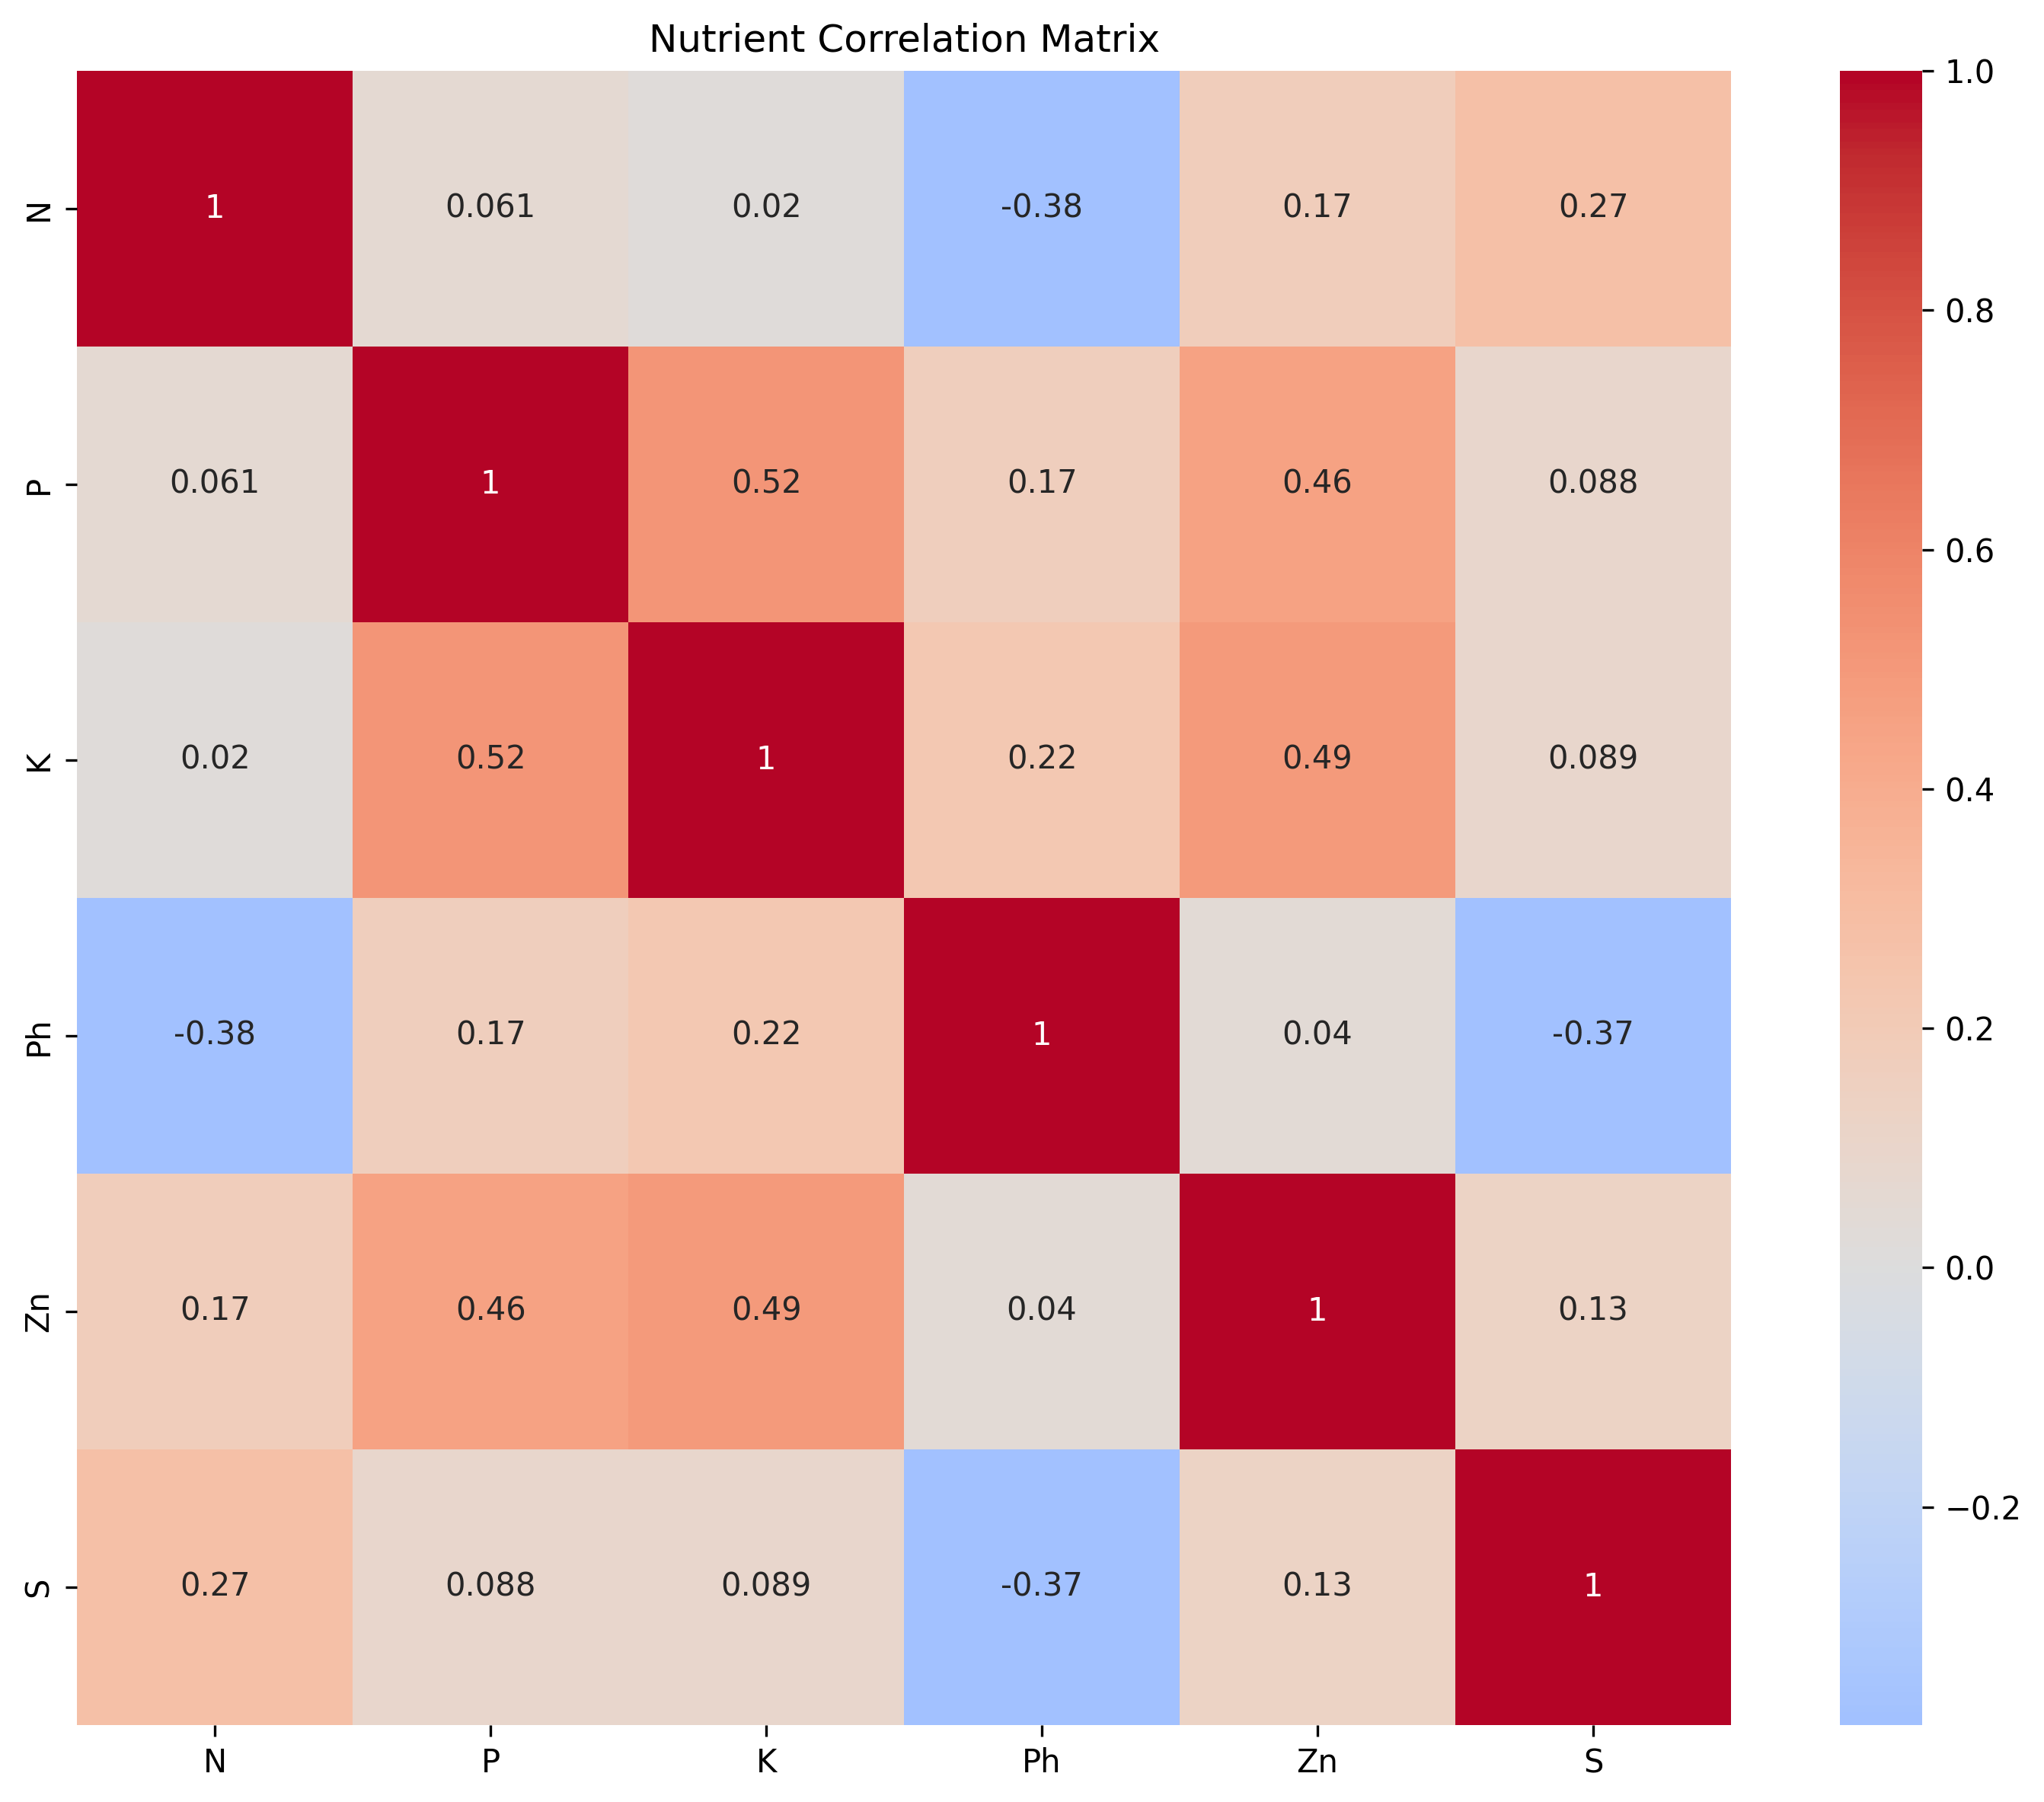 Nutrient Correlation Matrix
1.0
N 1 0.061 0.02 -0.38 0.17 0.27
0.8
P 0.061 1 0.52 0.17 0.46 0.088
0.6
K 0.02 0.52 1 0.22 0.49 0.089
0.4
Ph -0.38 0.17 0.22 1 0.04 -0.37
0.2
0.0
Zn 0.17 0.46 0.49 0.04 1 0.13
−0.2
S 0.27 0.088 0.089 -0.37 0.13 1
N P K Ph Zn S